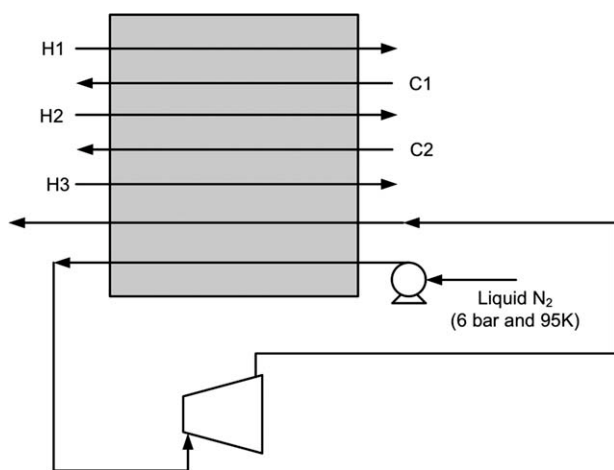 H1
C1
H2
C2
H3
Liquid N₂
(6 bar and 95K)